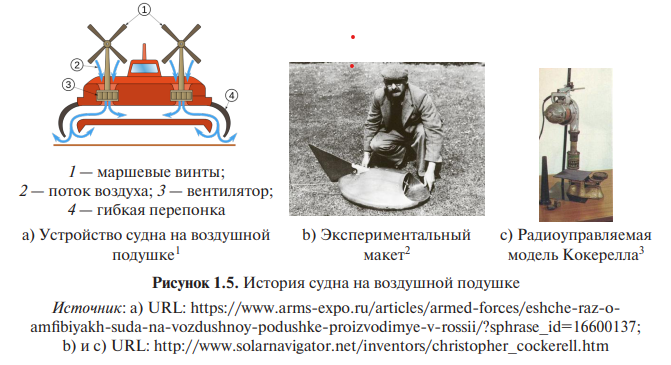 1
2
3
4
1 — маршевые винты;
2 — поток воздуха; 3 — вентилятор;
4 — гибкая перепонка
a) Устройство судна на воздушной
подушке1
b) Экспериментальный
макет2
c) Радиоуправляемая
модель Кокерелла3
Рисунок 1.5. История судна на воздушной подушке
Источник: a) URL: https://www.arms-expo.ru/articles/armed-forces/eshche-raz-o-
amfibiyakh-suda-na-vozdushnoy-podushke-proizvodimye-v-rossii/?sphrase_id=16600137;
b) и c) URL: http://www.solarnavigator.net/inventors/christopher_cockerell.htm